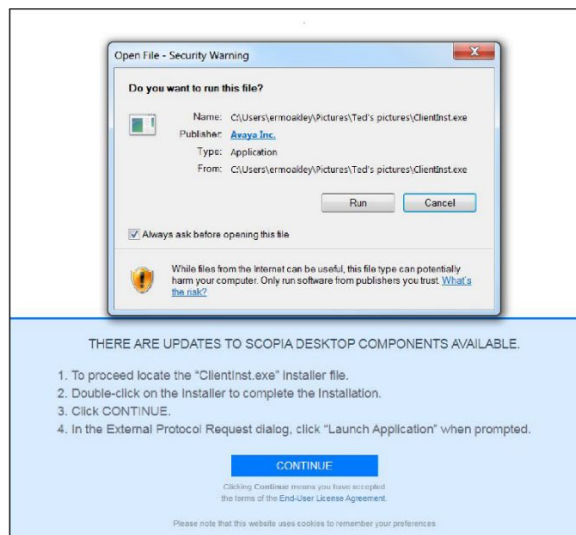 Open File - Security Warning
Do you want to run this file?
Name: C:\Users\ermoakley\Pictures\Ted's pictures\ClientInst.exe
Publisher: Avaya Inc.
Type: Application
From: C:\Users\ermoakley\Pictures\Ted's pictures\ClientInst.exe
Run Cancel
Always ask before opening this file
While files from the Internet can be useful, this file type can potentially
harm your computer. Only run software from publishers you trust. What's
the risk?
THERE ARE UPDATES TO SCOPIA DESKTOP COMPONENTS AVAILABLE.
1. To proceed locate the "ClientInst.exe" Installer file.
2. Double-click on the Installer to complete the Installation.
3. Click CONTINUE.
4. In the External Protocol Request dialog, click "Launch Application" when prompted.
CONTINUE
Clicking Continue means you have accepted
the terms of the End-User License Agreement.
Please note that this website uses cookies to remember your preferences